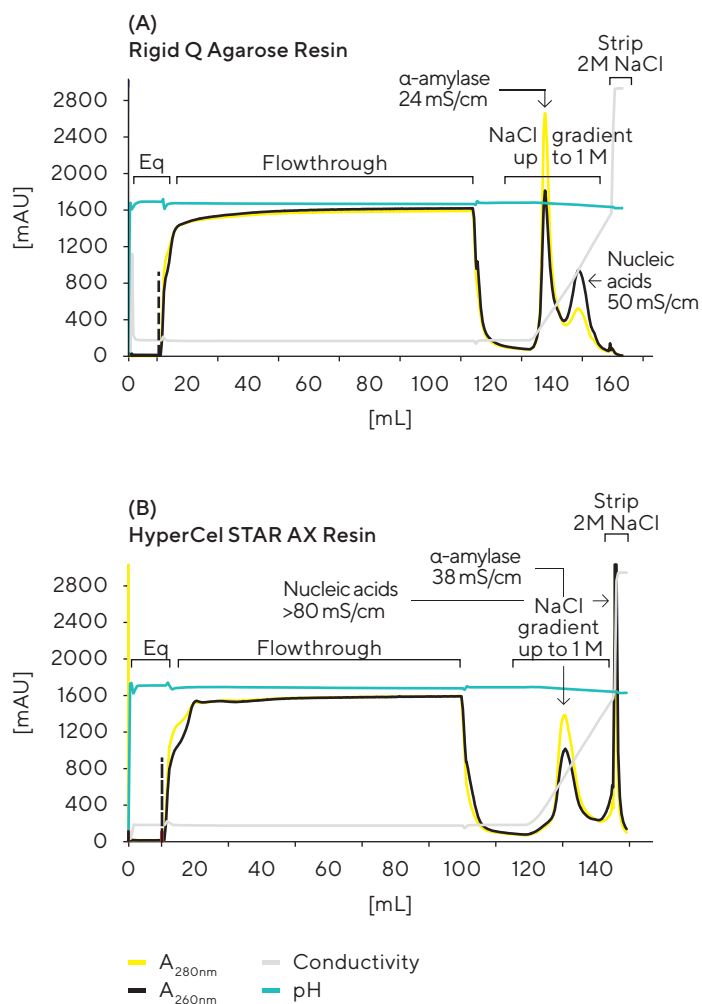 (A)
Rigid Q Agarose Resin
Strip
2M NaCl
α-amylase
24 mS/cm
NaCl gradient
up to 1 M
Eq
Flowthrough
Nucleic
acids
50 mS/cm
2800
2400
2000
1600
1200
800
400
0
[mAU]
0 20 40 60 80 100 120 140 160
[mL]
(B)
HyperCel STAR AX Resin
Strip
2M NaCl
α-amylase
38 mS/cm
Nucleic acids
>80 mS/cm
NaCl
gradient
up to 1 M
Eq
Flowthrough
2800
2400
2000
1600
1200
800
400
0
[mAU]
0 20 40 60 80 100 120 140
[mL]
A280nm
Conductivity
A260nm
pH